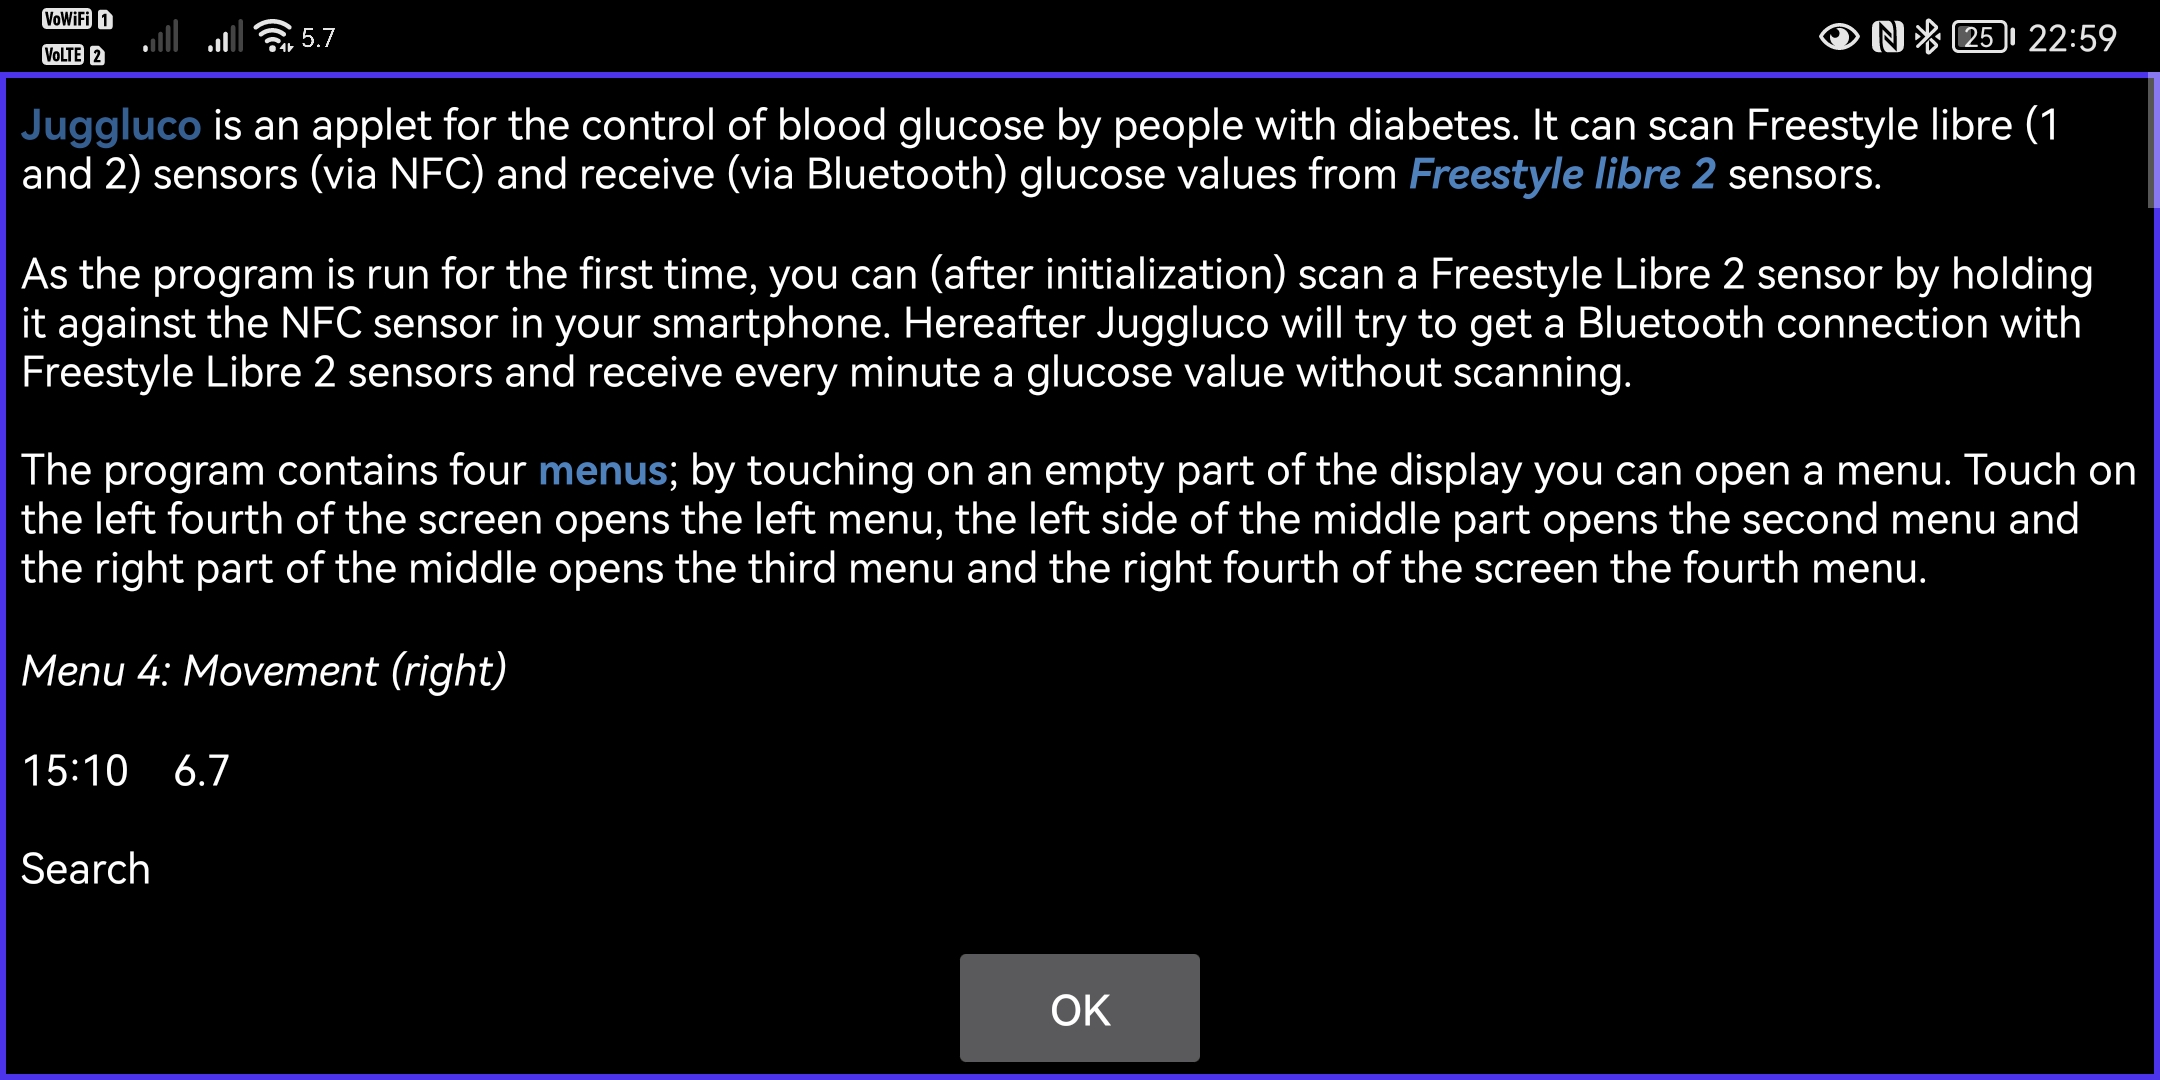 VoWiFi 1
VoLTE 2
5.7
25 22:59
Juggluco is an applet for the control of blood glucose by people with diabetes. It can scan Freestyle libre (1
and 2) sensors (via NFC) and receive (via Bluetooth) glucose values from Freestyle libre 2 sensors.
As the program is run for the first time, you can (after initialization) scan a Freestyle Libre 2 sensor by holding
it against the NFC sensor in your smartphone. Hereafter Juggluco will try to get a Bluetooth connection with
Freestyle Libre 2 sensors and receive every minute a glucose value without scanning.
The program contains four menus; by touching on an empty part of the display you can open a menu. Touch on
the left fourth of the screen opens the left menu, the left side of the middle part opens the second menu and
the right part of the middle opens the third menu and the right fourth of the screen the fourth menu.
Menu 4: Movement (right)
15:10 6.7
Search
OK